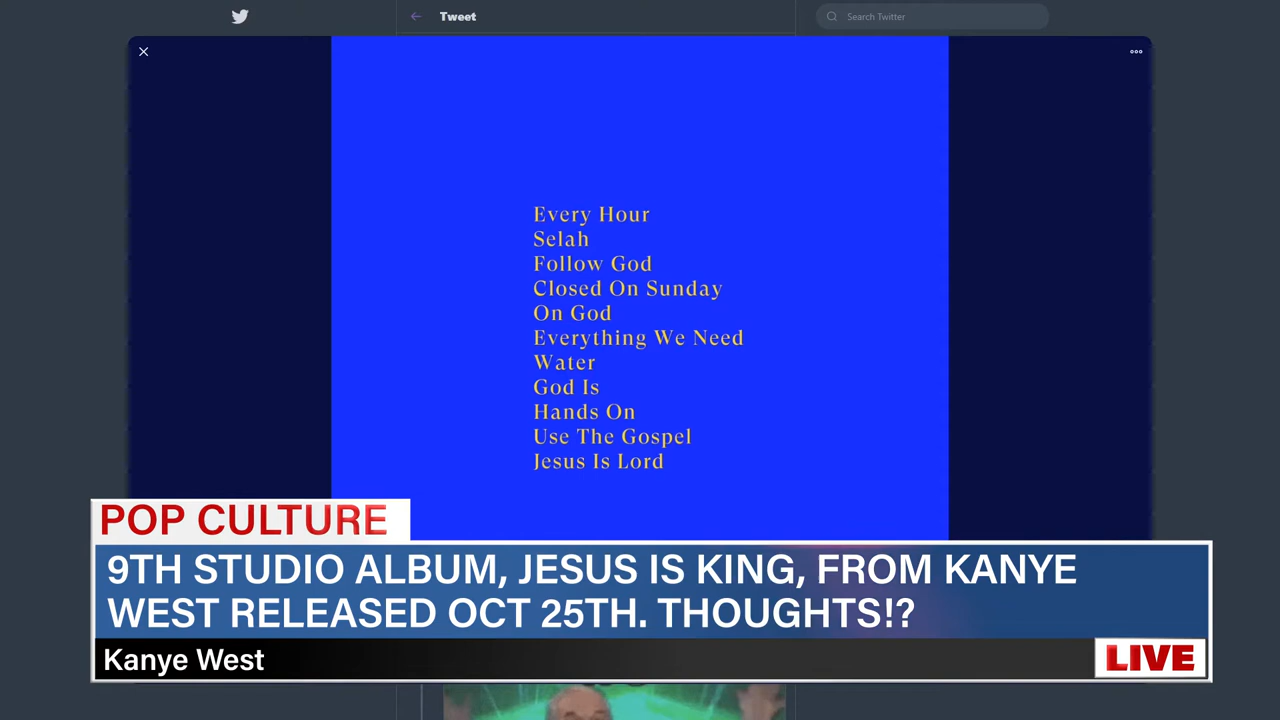 Tweet
Search Twitter
Every Hour
Selah
Follow God
Closed On Sunday
On God
Everything We Need
Water
God Is
Hands On
Use The Gospel
Jesus Is Lord
POP CULTURE
9TH STUDIO ALBUM, JESUS IS KING, FROM KANYE
WEST RELEASED OCT 25TH. THOUGHTS!?
Kanye West
LIVE